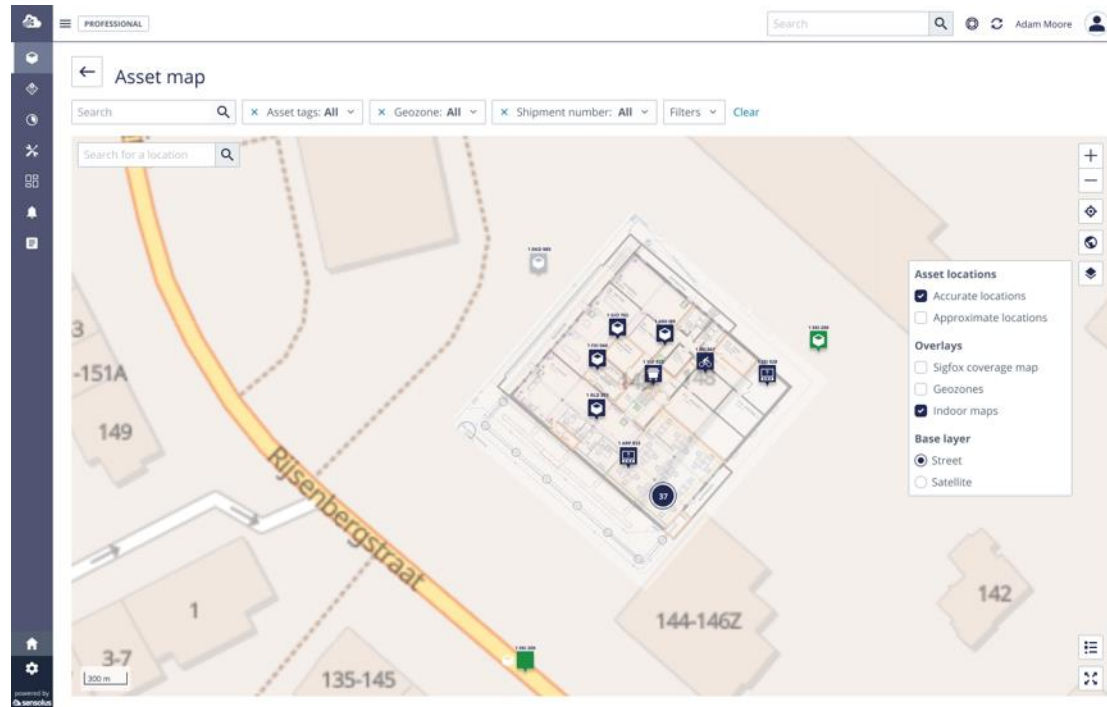 PROFESSIONAL
Search
Adam Moore
Asset map
Search
× Asset tags: All
× Geozone: All
× Shipment number: All
Filters
Clear
Search for a location
Asset locations
Accurate locations
Approximate locations
Overlays
Sigfox coverage map
Geozones
Indoor maps
Base layer
Street
Satellite
3
-151A
149
Rijsenbergstraat
37
1
3-7
135-145
144-146Z
142
300 m
powered by
sensolus